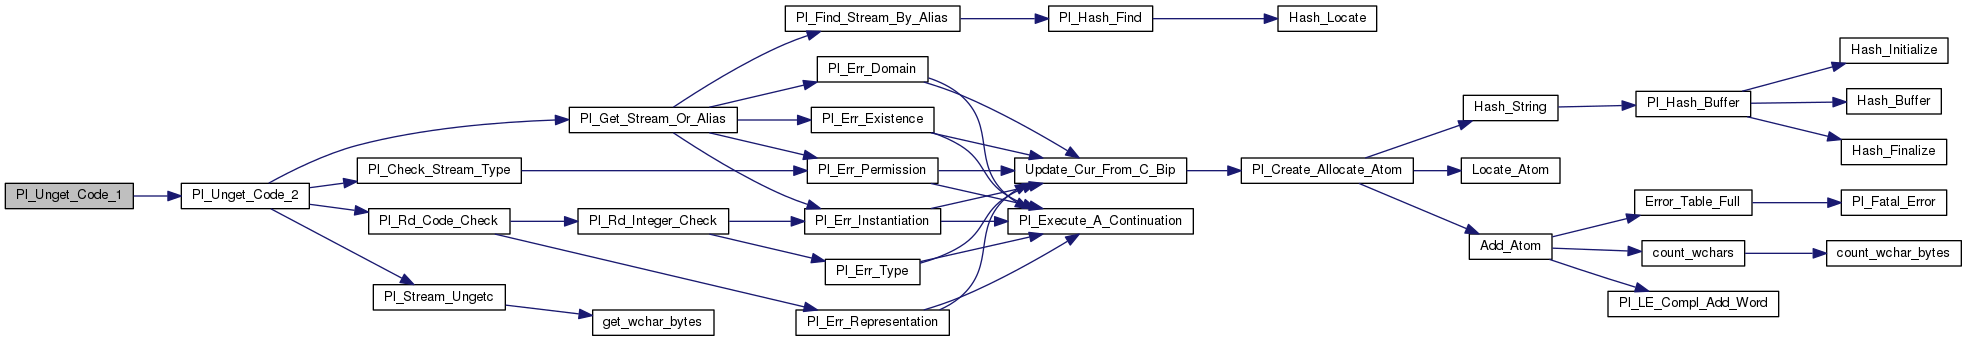 Pl_Unget_Code_1
Pl_Unget_Code_2
Pl_Get_Stream_Or_Alias
Pl_Check_Stream_Type
Pl_Rd_Code_Check
Pl_Stream_Ungetc
Pl_Rd_Integer_Check
get_wchar_bytes
Pl_Find_Stream_By_Alias
Pl_Err_Domain
Pl_Err_Existence
Pl_Err_Permission
Pl_Err_Instantiation
Pl_Err_Type
Pl_Err_Representation
Pl_Hash_Find
Update_Cur_From_C_Bip
Pl_Execute_A_Continuation
Hash_Locate
Pl_Create_Allocate_Atom
Hash_String
Locate_Atom
Add_Atom
Pl_Hash_Buffer
Error_Table_Full
count_wchars
Pl_LE_Compl_Add_Word
Hash_Initialize
Hash_Buffer
Hash_Finalize
Pl_Fatal_Error
count_wchar_bytes